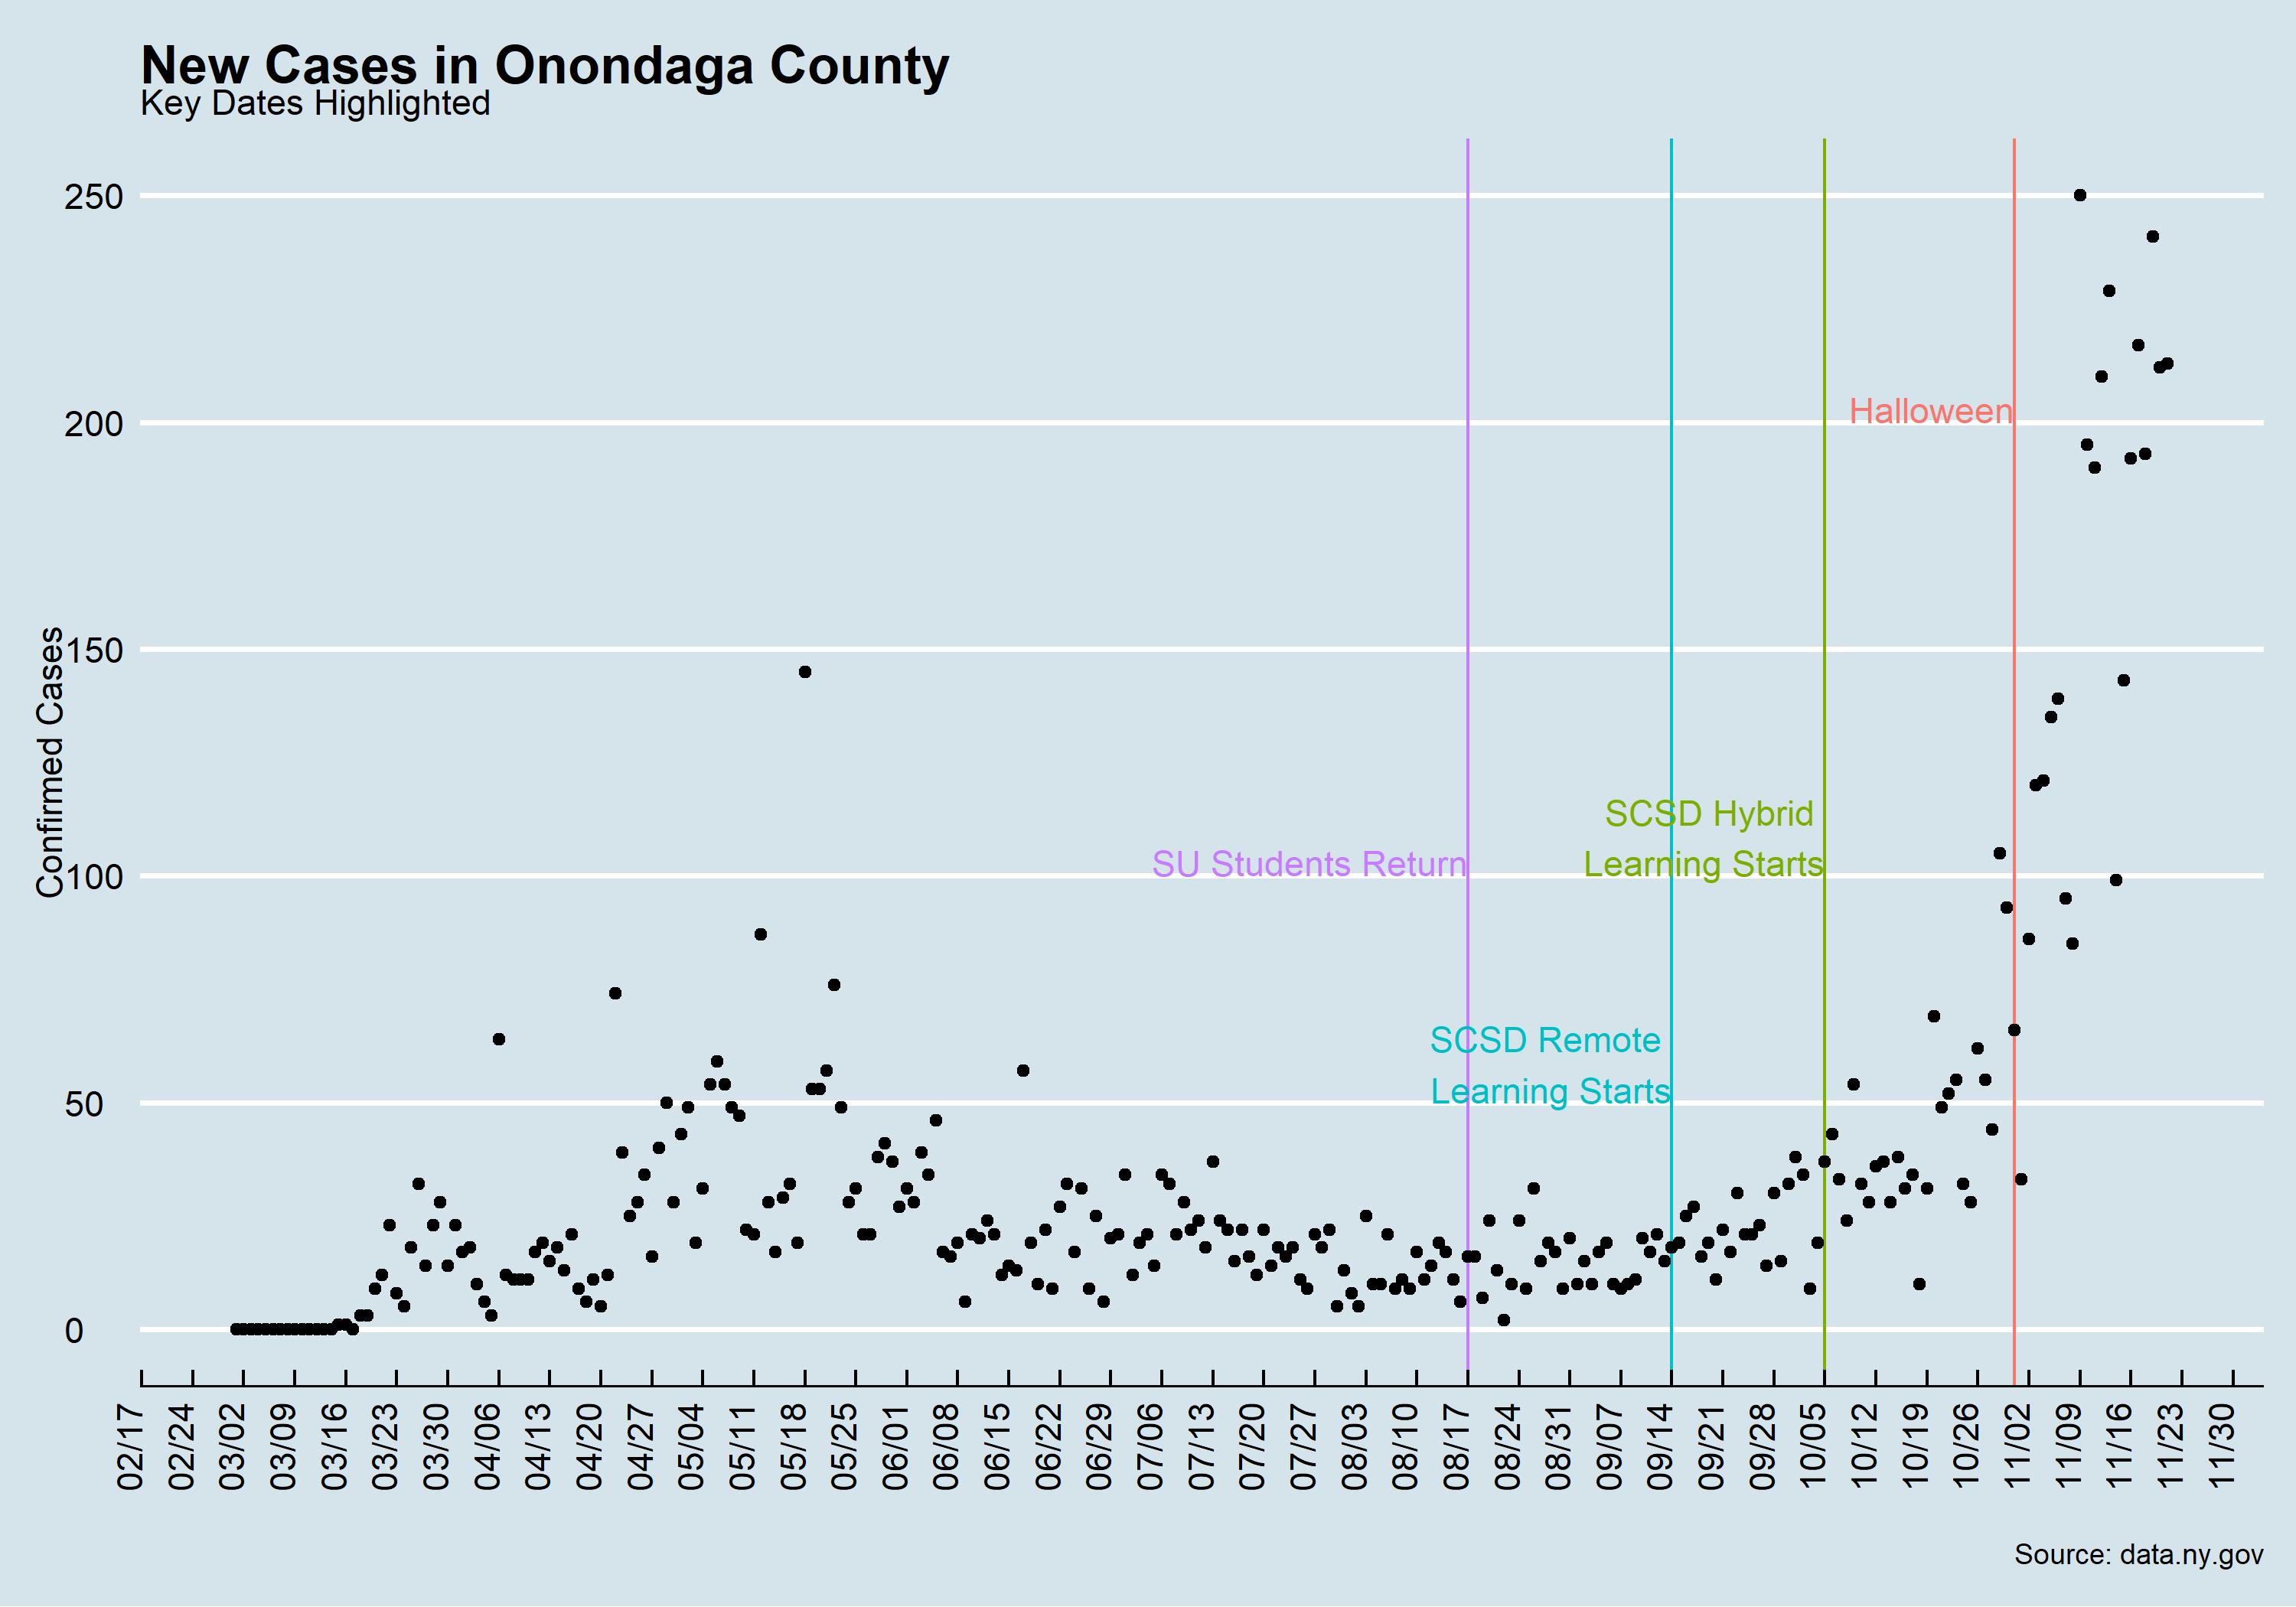 New Cases in Onondaga County
Key Dates Highlighted
250
200
150
100
50
0
Confirmed Cases
Halloween
SCSD Hybrid
Learning Starts
SU Students Return
SCSD Remote
Learning Starts
02/17 02/24 03/02 03/09 03/16 03/23 03/30 04/06 04/13 04/20 04/27 05/04 05/11 05/18 05/25 06/01 06/08 06/15 06/22 06/29 07/06 07/13 07/20 07/27 08/03 08/10 08/17 08/24 08/31 09/07 09/14 09/21 09/28 10/05 10/12 10/19 10/26 11/02 11/09 11/16 11/23 11/30
Source: data.ny.gov